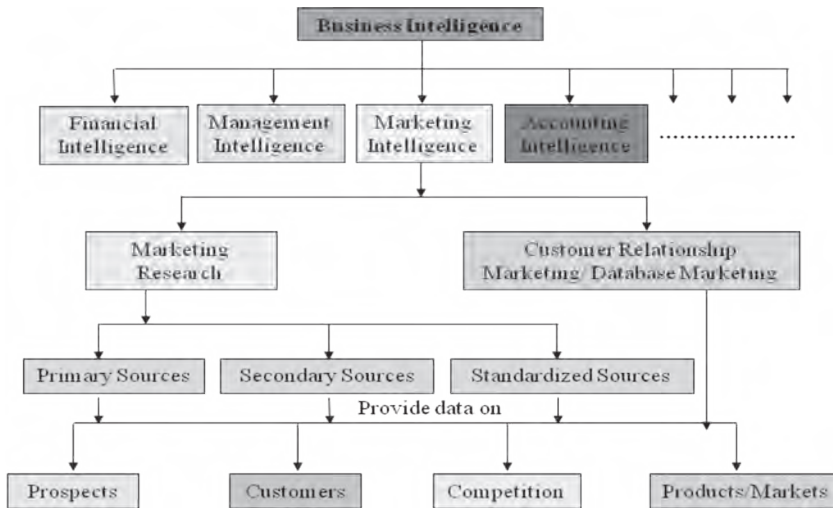 Business Intelligence
Financial
Intelligence
Management
Intelligence
Marketing
Intelligence
Accounting
Intelligence
Marketing
Research
Customer Relationship
Marketing/ Database Marketing
Primary Sources
Secondary Sources
Standardized Sources
Provide data on
Prospects
Customers
Competition
Products/Markets